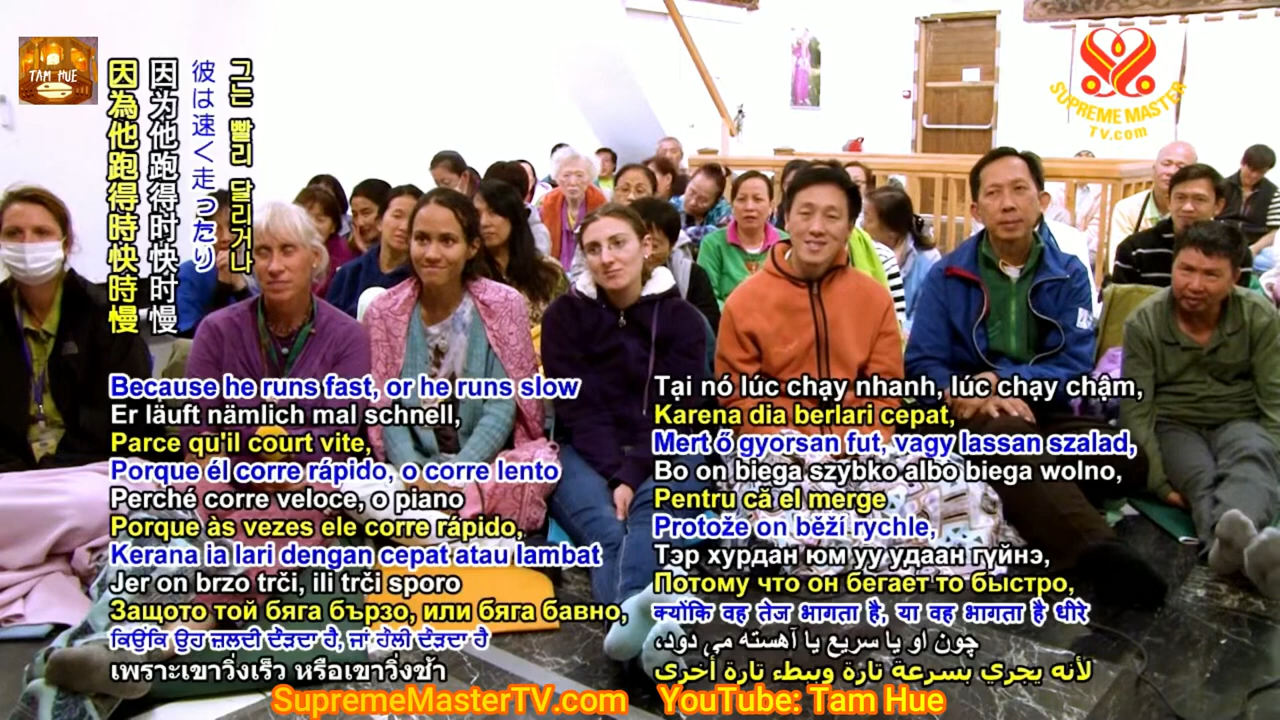 TAM HUE
SUPREME MASTER
TV.com
그는 빨리 달리거나
彼は速く走ったり
因为他跑得时快时慢
因為他跑得時快時慢
Because he runs fast, or he runs slow
Er läuft nämlich mal schnell,
Parce qu'il court vite,
Porque él corre rápido, o corre lento
Perché corre veloce, o piano
Porque às vezes ele corre rápido,
Kerana ia lari dengan cepat atau lambat
Jer on brzo trči, ili trči sporo
Защото той бяга бързо, или бяга бавно,
ਕਿਉਂਕਿ ਉਹ ਜ਼ਲਦੀ ਦੌੜਦਾ ਹੈ, ਜਾਂ ਹੌਲੀ ਦੌੜਦਾ ਹੈ
เพราะเขาวิ่งเร็ว หรือเขาวิ่งช้า
Tại nó lúc chạy nhanh, lúc chạy chậm,
Karena dia berlari cepat,
Mert ő gyorsan fut, vagy lassan szalad,
Bo on biega szybko albo biega wolno,
Pentru că el merge
Protože on běží rychle,
Тэр хурдан юм уу удаан гүйнэ,
Потому что он бегает то быстро,
क्योंकि वह तेज भागता है, या वह भागता है धीरे
چون او یا سریع یا آهسته می دود،
لأنه يجري بسرعة تارة وببطء تارة أخرى
SupremeMasterTV.com YouTube: Tam Hue